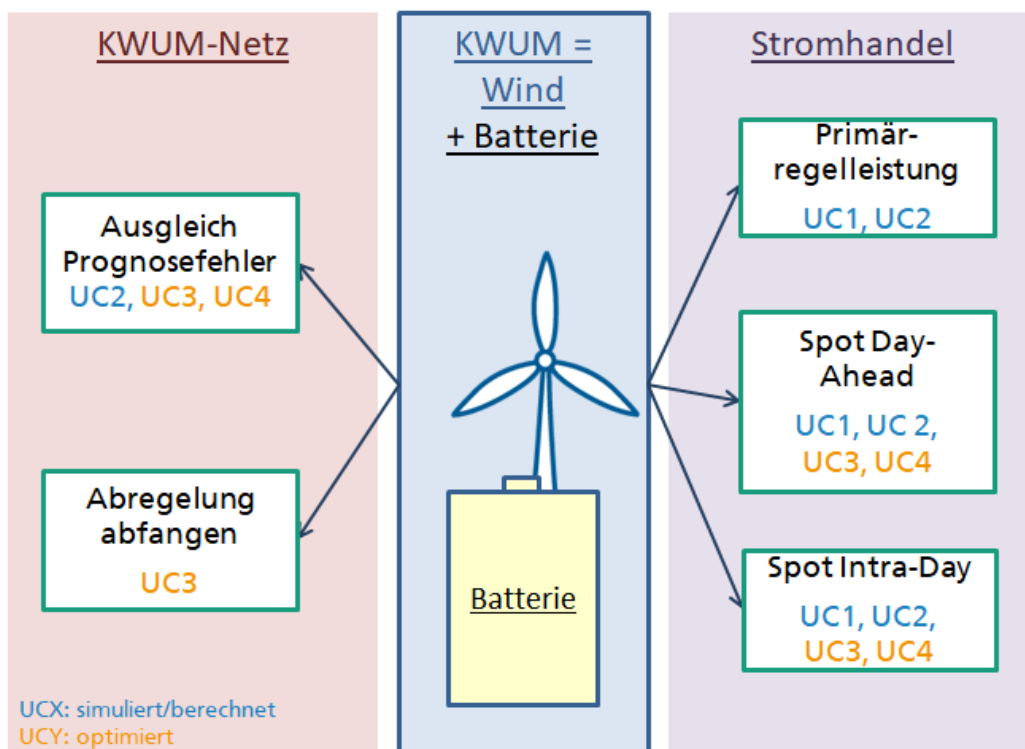 KWUM-Netz
Ausgleich
Prognosefehler
UC2, UC3, UC4
Abregelung
abfangen
UC3
UCX: simuliert/berechnet
UCY: optimiert
KWUM =
Wind
+ Batterie
Batterie
Stromhandel
Primär-
regelleistung
UC1, UC2
Spot Day-
Ahead
UC1, UC 2,
UC3, UC4
Spot Intra-Day
UC1, UC2,
UC3, UC4